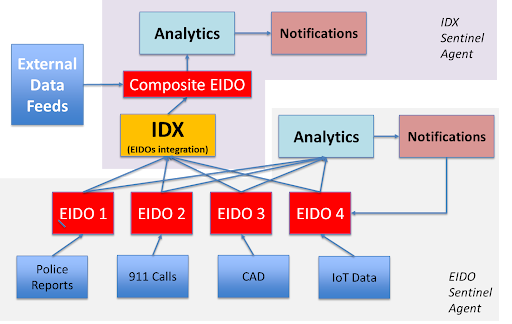 Analytics
Notifications
IDX
Sentinel
Agent
External
Data
Feeds
Composite EIDO
IDX
(EIDOs integration)
Analytics
Notifications
EIDO 1
EIDO 2
EIDO 3
EIDO 4
Police
Reports
911 Calls
CAD
IoT Data
EIDO
Sentinel
Agent